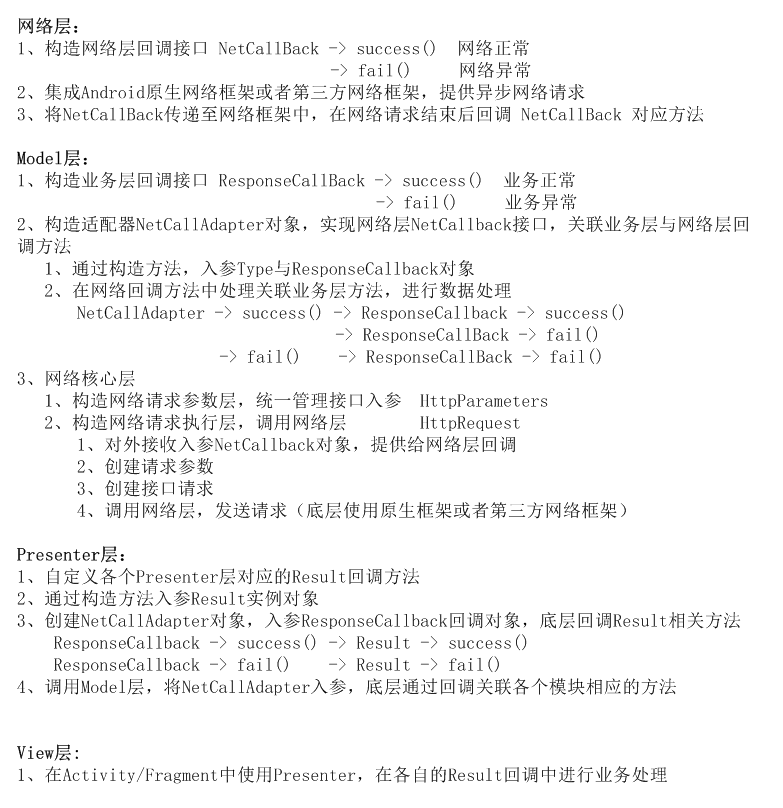 网络层：
1、构造网络层回调接口 NetCallBack -> success()  网络正常
-> fail()     网络异常
2、集成Android原生网络框架或者第三方网络框架，提供异步网络请求
3、将NetCallBack传递至网络框架中，在网络请求结束后回调 NetCallBack 对应方法
Model层：
1、构造业务层回调接口 ResponseCallBack -> success()  业务正常
-> fail()     业务异常
2、构造适配器NetCallAdapter对象，实现网络层NetCallback接口，关联业务层与网络层回
调方法
1、通过构造方法，入参Type与ResponseCallback对象
2、在网络回调方法中处理关联业务层方法，进行数据处理
NetCallAdapter -> success() -> ResponseCallback -> success()
-> ResponseCallBack -> fail()
-> fail()    -> ResponseCallBack -> fail()
3、网络核心层
1、构造网络请求参数层，统一管理接口入参  HttpParameters
2、构造网络请求执行层，调用网络层        HttpRequest
1、对外接收入参NetCallback对象，提供给网络层回调
2、创建请求参数
3、创建接口请求
4、调用网络层，发送请求（底层使用原生框架或者第三方网络框架）
Presenter层：
1、自定义各个Presenter层对应的Result回调方法
2、通过构造方法入参Result实例对象
3、创建NetCallAdapter对象，入参ResponseCallback回调对象，底层回调Result相关方法
ResponseCallback -> success() -> Result -> success()
ResponseCallback -> fail()    -> Result -> fail()
4、调用Model层，将NetCallAdapter入参，底层通过回调关联各个模块相应的方法
View层：
1、在Activity/Fragment中使用Presenter，在各自的Result回调中进行业务处理